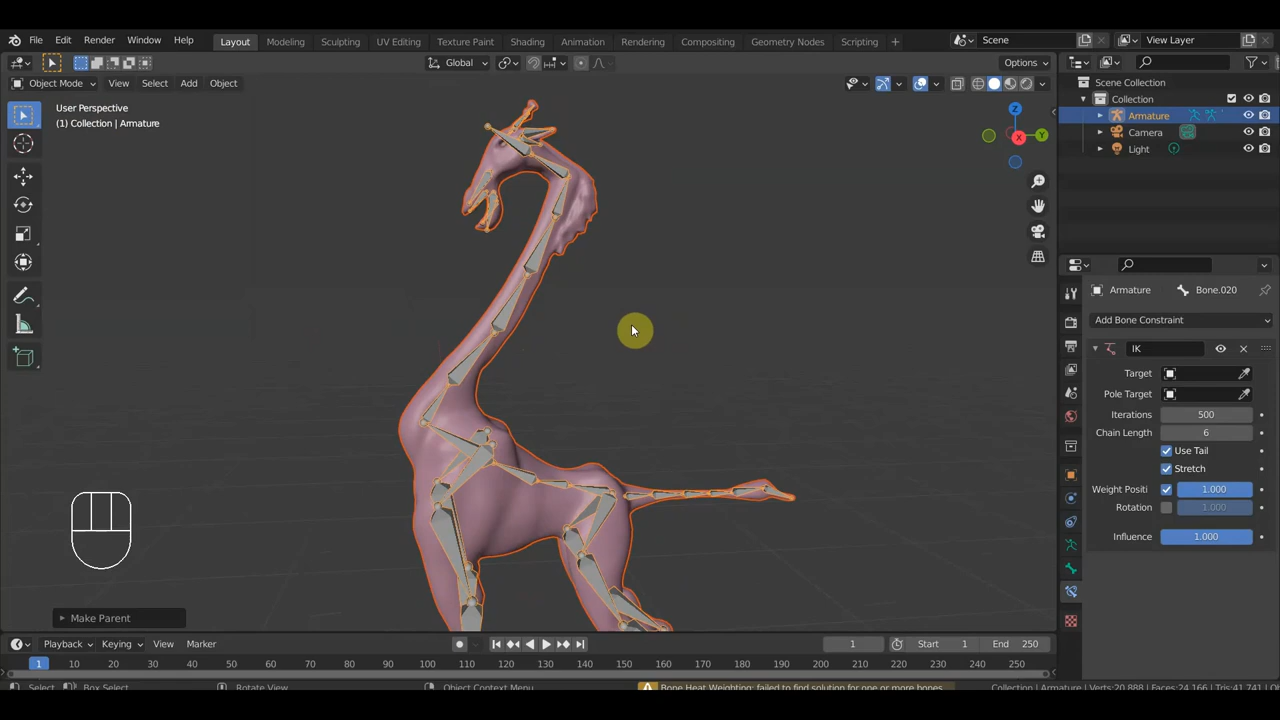 File Edit Render Window Help Layout Modeling Sculpting UV Editing Texture Paint Shading Animation Rendering Compositing Geometry Nodes Scripting + Scene View Layer
Global Options
Object Mode View Select Add Object
Scene Collection
Collection
Armature
Camera
Light
User Perspective
(1) Collection | Armature
Z
Y
X
Armature Bone.020
Add Bone Constraint
IK
Target
Pole Target
Iterations 500
Chain Length 6
Use Tail
Stretch
Weight Positi 1.000
Rotation 1.000
Influence 1.000
Make Parent
Playback Keying View Marker 1 Start 1 End 250
1 10 20 30 40 50 60 70 80 90 100 110 120 130 140 150 160 170 180 190 200 210 220 230 240 250
Select Box Select Rotate View Object Context Menu Bone Heat Weighting: failed to find solution for one or more bones Collection | Armature | Verts:20,888 | Faces:24,166 | Tris:41,741